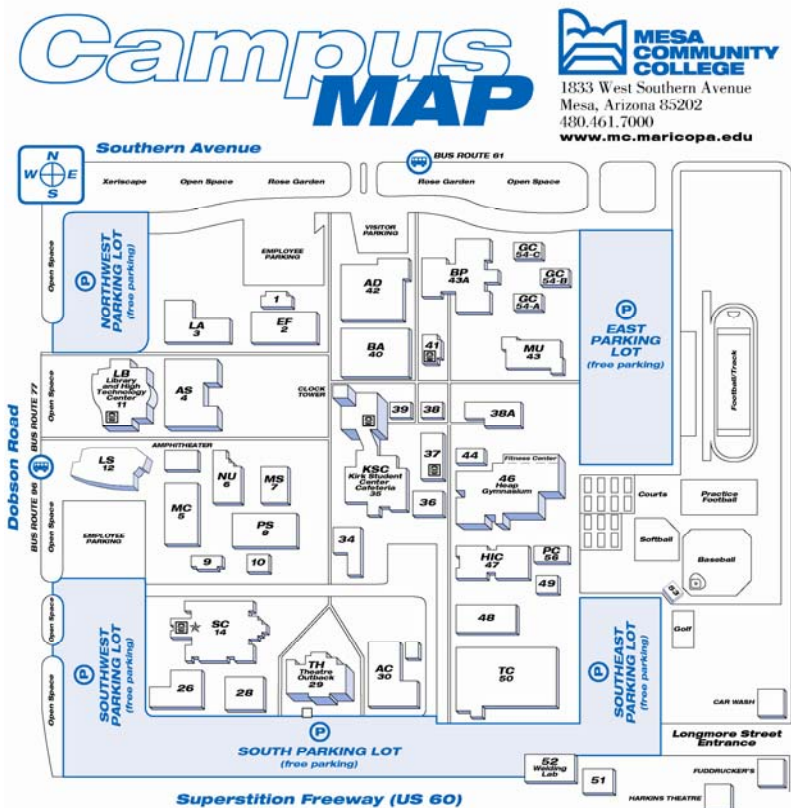 Campus
MAP
MESA
COMMUNITY
COLLEGE
1833 West Southern Avenue
Mesa, Arizona 85202
480.461.7000
www.mc.maricopa.edu
N
W E
S
Southern Avenue
BUS ROUTE 61
Xeriscape
Open Space
Rose Garden
Rose Garden
Open Space
Open Space
P
NORTHWEST
PARKING LOT
(free parking)
EMPLOYEE
PARKING
VISITOR
PARKING
AD
42
BP
43A
GC
54-C
GC
54-B
GC
54-A
P
EAST
PARKING
LOT
(free parking)
1
LA
3
EF
2
BA
40
41
MU
43
Football/Track
Open Space
LB
Library
and High
Technology
Center
11
AS
4
CLOCK
TOWER
39
38
38A
Dobson Road
BUS ROUTE 77
BUS ROUTE 96
AMPHITHEATER
LS
12
NU
6
MS
7
KSC
Kirk Student
Center
Cafeteria
35
37
44
Fitness Center
46
Heap
Gymnasium
36
Courts
Practice
Football
Open Space
EMPLOYEE
PARKING
MC
5
PS
8
9
10
34
HIC
47
PC
56
49
Softball
Baseball
53
Open Space
P
SOUTHWEST
PARKING LOT
(free parking)
SC
14
48
P
SOUTHEAST
PARKING LOT
(free parking)
Golf
Open Space
26
28
TH
Theatre
Outback
29
AC
30
TC
50
CAR WASH
P
SOUTH PARKING LOT
(free parking)
Longmore Street
Entrance
52
Welding
Lab
51
FUDDRUCKER'S
HARKINS THEATRE
Superstition Freeway (US 60)